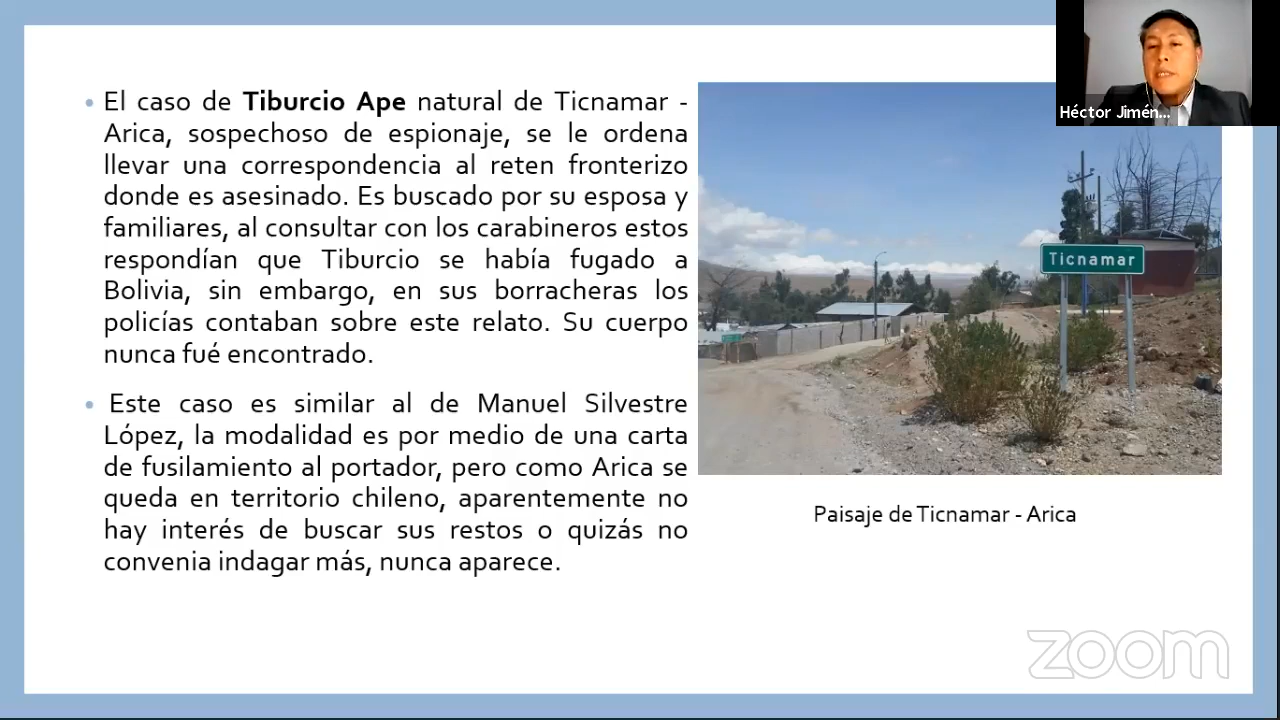 • El caso de Tiburcio Ape natural de Ticnamar -
Arica, sospechoso de espionaje, se le ordena
llevar una correspondencia al reten fronterizo
donde es asesinado. Es buscado por su esposa y
familiares, al consultar con los carabineros estos
respondían que Tiburcio se había fugado a
Bolivia, sin embargo, en sus borracheras los
policías contaban sobre este relato. Su cuerpo
nunca fué encontrado.
• Este caso es similar al de Manuel Silvestre
López, la modalidad es por medio de una carta
de fusilamiento al portador, pero como Arica se
queda en territorio chileno, aparentemente no
hay interés de buscar sus restos o quizás no
convenia indagar más, nunca aparece.
Héctor Jimén...
Ticnamar
Paisaje de Ticnamar - Arica
zoom